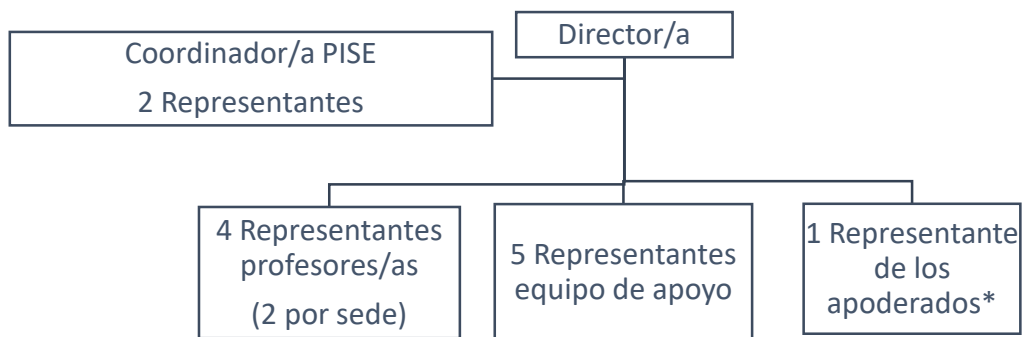 Director/a
Coordinador/a PISE
2 Representantes
4 Representantes
profesores/as
(2 por sede)
5 Representantes
equipo de apoyo
1 Representante
de los
apoderados*